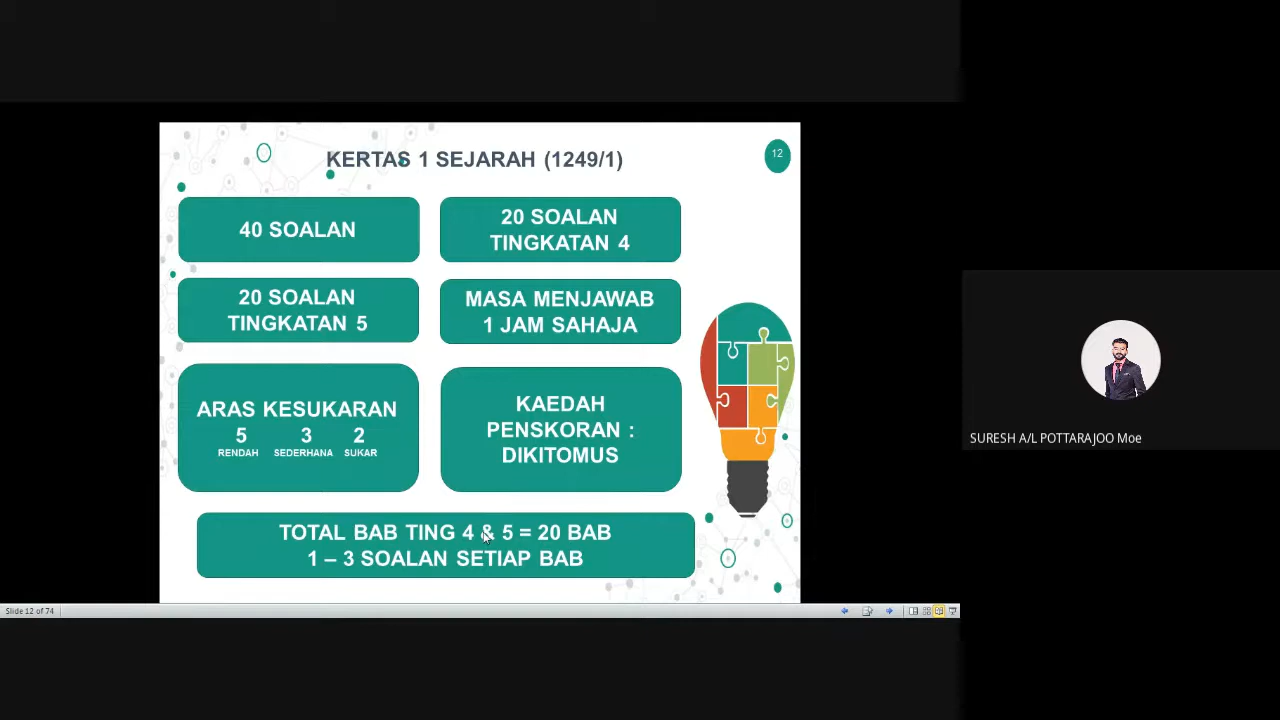 KERTAS 1 SEJARAH (1249/1)
12
40 SOALAN
20 SOALAN
TINGKATAN 4
20 SOALAN
TINGKATAN 5
MASA MENJAWAB
1 JAM SAHAJA
ARAS KESUKARAN
5 3 2
RENDAH SEDERHANA SUKAR
KAEDAH
PENSKORAN :
DIKITOMUS
TOTAL BAB TING 4 & 5 = 20 BAB
1 – 3 SOALAN SETIAP BAB
SURESH A/L POTTARAJOO Moe
Slide 12 of 74